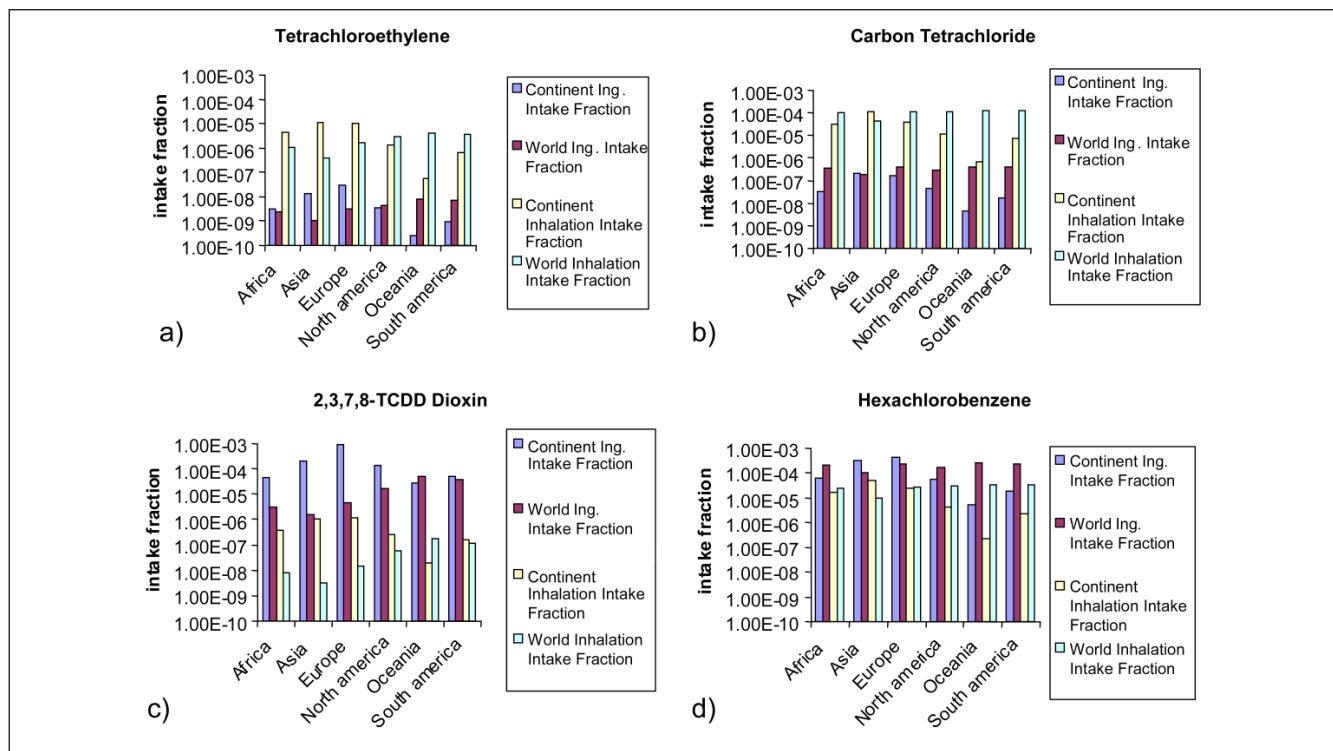 Tetrachloroethylene
1.00E-03
1.00E-04
1.00E-05
1.00E-06
1.00E-07
1.00E-08
1.00E-09
1.00E-10
intake fraction
Africa
Asia
Europe
North america
Oceania
South america
Continent Ing.
Intake Fraction
World Ing. Intake
Fraction
Continent
Inhalation Intake
Fraction
World Inhalation
Intake Fraction
a)
Carbon Tetrachloride
1.00E-03
1.00E-04
1.00E-05
1.00E-06
1.00E-07
1.00E-08
1.00E-09
1.00E-10
intake fraction
Africa
Asia
Europe
North america
Oceania
South america
Continent Ing.
Intake Fraction
World Ing. Intake
Fraction
Continent
Inhalation Intake
Fraction
World Inhalation
Intake Fraction
b)
2,3,7,8-TCDD Dioxin
1.00E-03
1.00E-04
1.00E-05
1.00E-06
1.00E-07
1.00E-08
1.00E-09
1.00E-10
intake fraction
Africa
Asia
Europe
North america
Oceania
South america
Continent Ing.
Intake Fraction
World Ing.
Intake Fraction
Continent
Inhalation Intake
Fraction
World Inhalation
Intake Fraction
c)
Hexachlorobenzene
1.00E-03
1.00E-04
1.00E-05
1.00E-06
1.00E-07
1.00E-08
1.00E-09
1.00E-10
intake fraction
Africa
Asia
Europe
North america
Oceania
South america
Continent Ing.
Intake Fraction
World Ing.
Intake Fraction
Continent
Inhalation Intake
Fraction
World Inhalation
Intake Fraction
d)